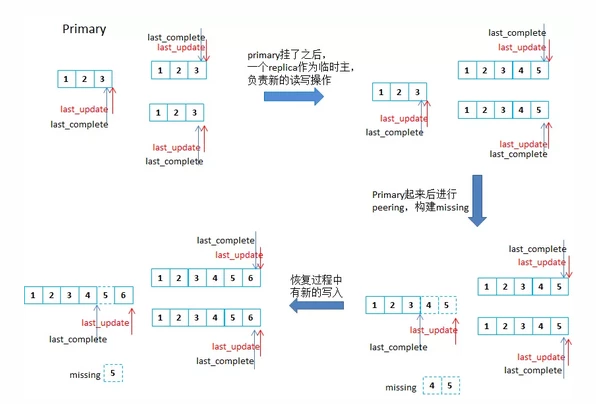 Primary
last_complete
last_update
1 2 3
1 2 3
last_update
last_complete
1 2 3
last_update
last_complete
primary挂了之后，
一个replica作为临时主，
负责新的读写操作
last_complete
last_update
1 2 3 4 5
1 2 3
last_update
last_complete
1 2 3 4 5
last_update
last_complete
Primary起来后进行
peering，构建missing
last_complete
last_update
1 2 3 4 5
1 2 3 4 5
last_update
last_complete
1 2 3 4 5
last_update
last_complete
missing 4 5
恢复过程中
有新的写入
last_complete
last_update
1 2 3 4 5 6
1 2 3 4 5 6
last_update
last_complete
1 2 3 4 5 6
last_update
last_complete
missing 5